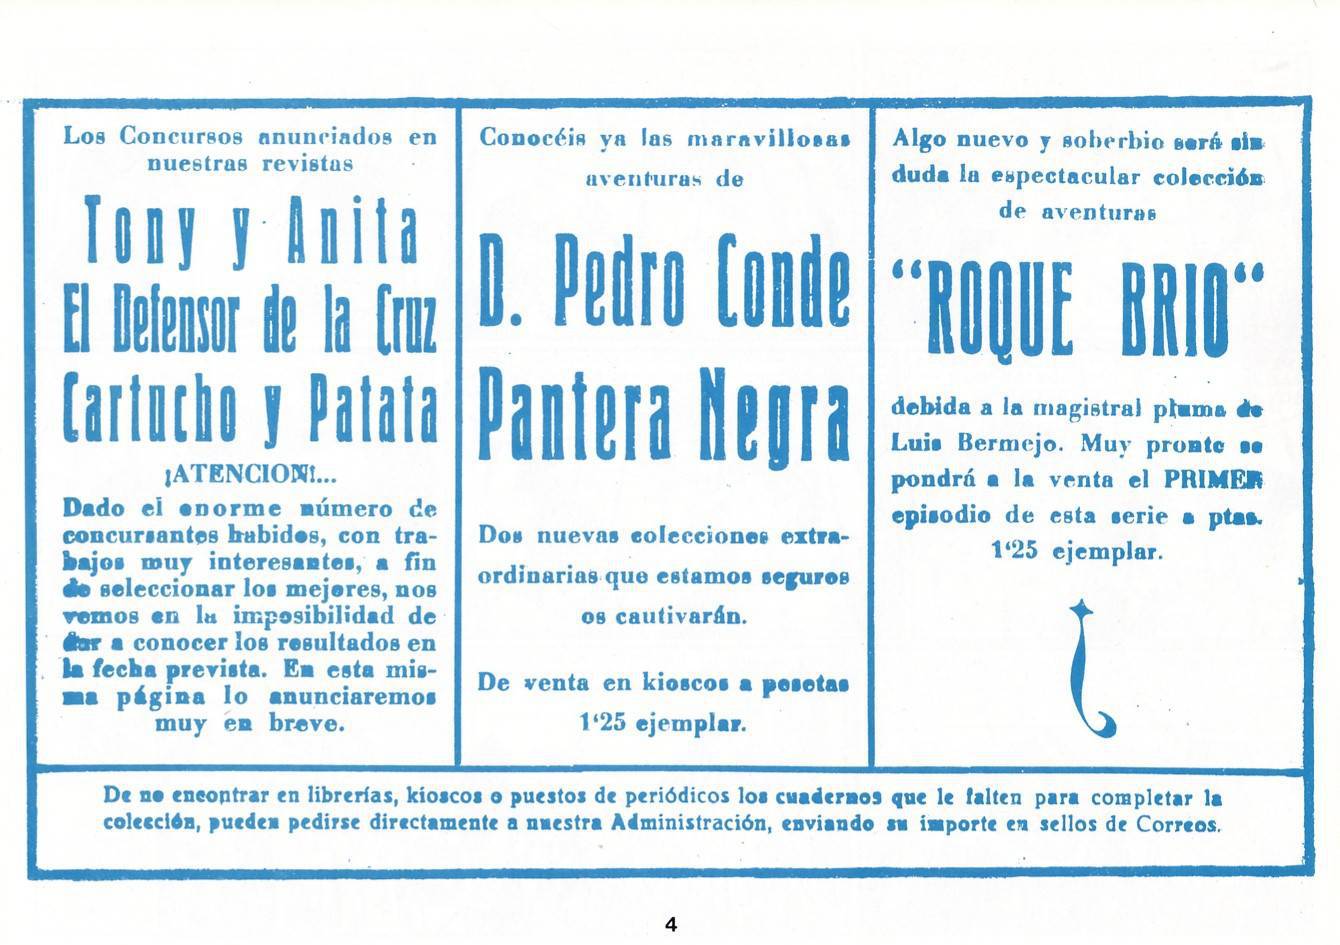 Los Concursos anunciados en
nuestras revistas
Tony y Anita
El Defensor de la Cruz
Cartucho y Patata
¡ATENCION!...
Dado el enorme número de
concursantes habidos, con tra-
bajos muy interesantes, a fin
de seleccionar los mejores, nos
vemos en la imposibilidad de
dar a conocer los resultados en
la fecha prevista. En esta mis-
ma página lo anunciaremos
muy en breve.
Conocéis ya las maravillosas
aventuras de
D. Pedro Conde
Pantera Negra
Dos nuevas colecciones extra-
ordinarias que estamos seguros
os cautivarán.
De venta en kioscos a pesetas
1‘25 ejemplar.
Algo nuevo y soberbio será sin
duda la espectacular colección
de aventuras
“ROQUE BRIO“
debida a la magistral pluma de
Luis Bermejo. Muy pronto se
pondrá a la venta el PRIMER
episodio de esta serie a ptas.
1‘25 ejemplar.
De no encontrar en librerías, kioscos o puestos de periódicos los cuadernos que le falten para completar la
colección, pueden pedirse directamente a nuestra Administración, enviando su importe en sellos de Correos.
4